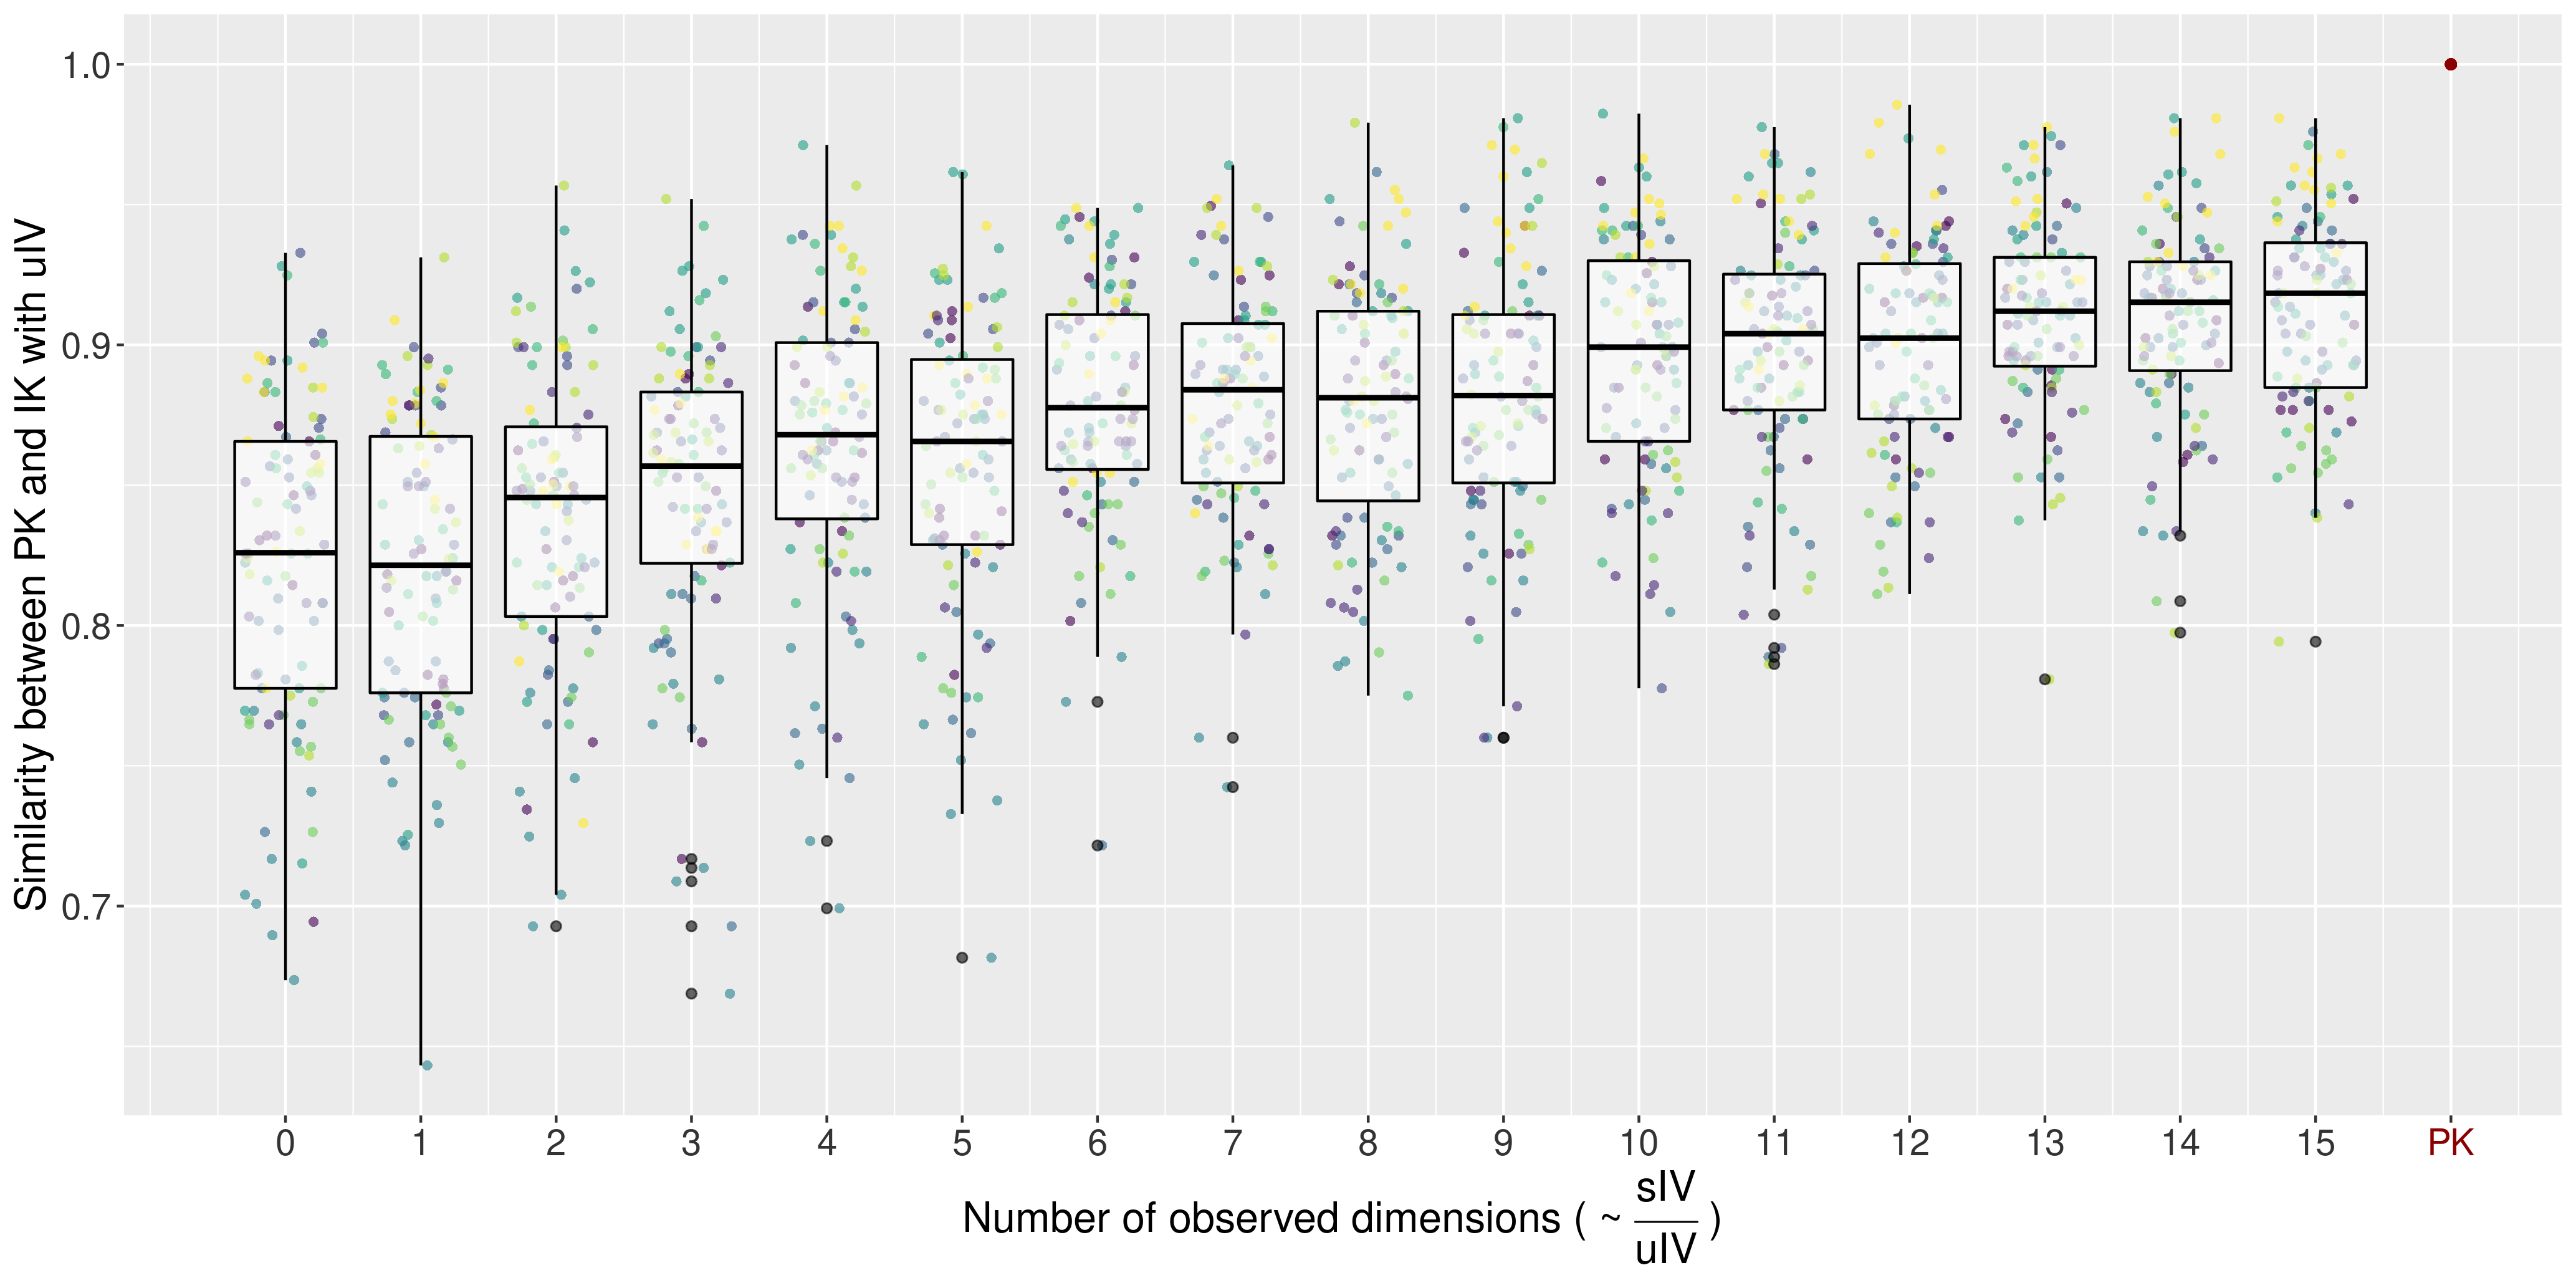 Similarity between PK and IK with uIV
1.0
0.9
0.8
0.7
0 1 2 3 4 5 6 7 8 9 10 11 12 13 14 15 PK
Number of observed dimensions ( ~ sIV / uIV )